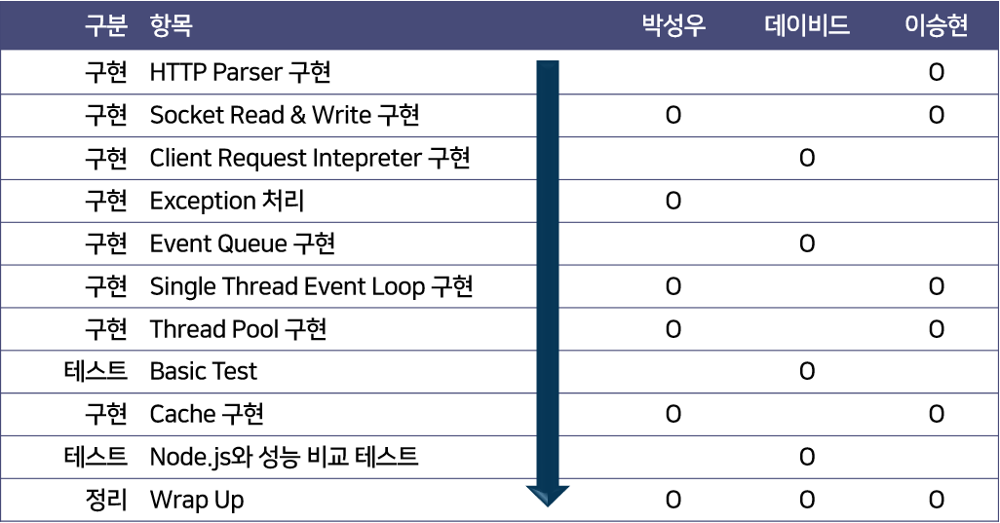 구분 항목 박성우 데이비드 이승현
구현 HTTP Parser 구현 O
구현 Socket Read & Write 구현 O O
구현 Client Request Intepreter 구현 O
구현 Exception 처리 O
구현 Event Queue 구현 O
구현 Single Thread Event Loop 구현 O O
구현 Thread Pool 구현 O O
테스트 Basic Test O
구현 Cache 구현 O O
테스트 Node.js와 성능 비교 테스트 O
정리 Wrap Up O O O